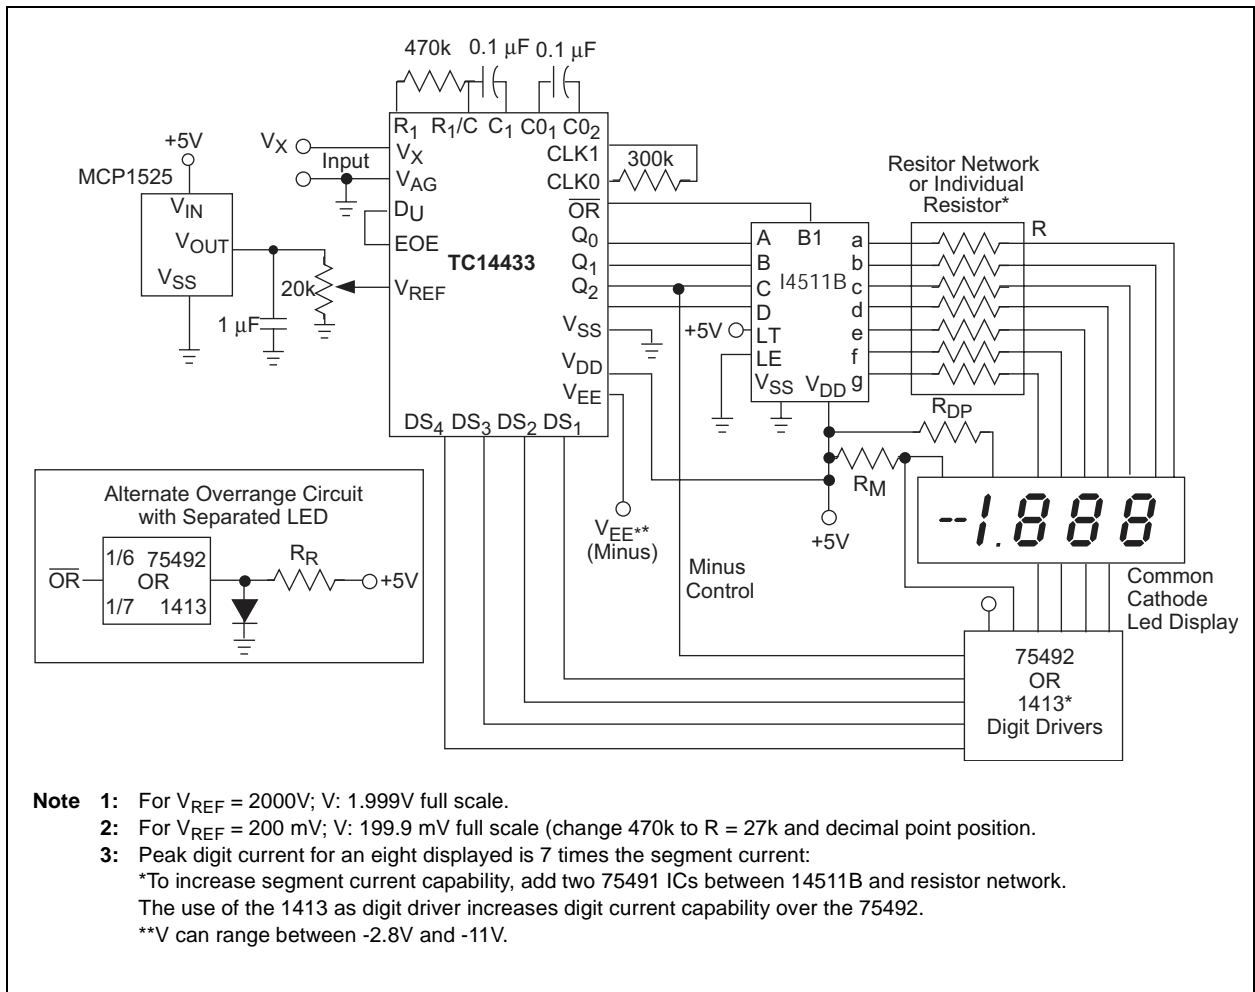 470k 0.1 µF 0.1 µF
R1 R1/C C1 C01 C02
+5V
MCP1525
VIN
VOUT
VSS
20k
1 µF
VX
Input
VX
VAG
DU
EOE
VREF
TC14433
CLK1
CLK0
300k
OR
Q0
Q1
Q2
VSS
VDD
VEE
DS4 DS3 DS2 DS1
A B1 a
B b
C I4511B c
D d
LT e
LE f
VSS VDD g
+5V
Resitor Network
or Individual
Resistor*
R
RDP
RM
+5V
VEE**
(Minus)
Minus
Control
--1.888
Common
Cathode
Led Display
75492
OR
1413*
Digit Drivers
Alternate Overrange Circuit
with Separated LED
OR
1/6 75492
OR
1/7 1413
RR
+5V
Note 1: For VREF = 2000V; V: 1.999V full scale.
2: For VREF = 200 mV; V: 199.9 mV full scale (change 470k to R = 27k and decimal point position.
3: Peak digit current for an eight displayed is 7 times the segment current:
*To increase segment current capability, add two 75491 ICs between 14511B and resistor network.
The use of the 1413 as digit driver increases digit current capability over the 75492.
**V can range between -2.8V and -11V.